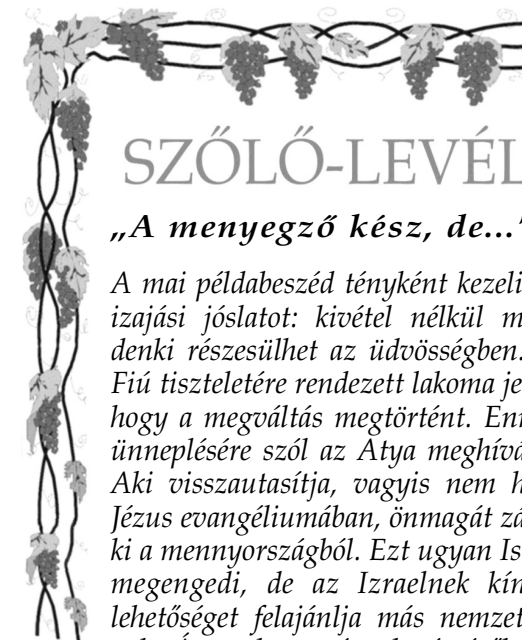 SZŐLŐ-LEVÉL
„A menyegző kész, de..."
A mai példabeszéd tényként kezeli
izajási jóslatot: kivétel nélkül m
denki részesülhet az üdvösségben.
Fiú tiszteletére rendezett lakoma je
hogy a megváltás megtörtént. Enn
ünneplésére szól az Atya meghívá
Aki visszautasítja, vagyis nem h
Jézus evangéliumában, önmagát zá
ki a mennyországból. Ezt ugyan Is
megengedi, de az Izraelnek kín
lehetőséget felajánlja más nemzet